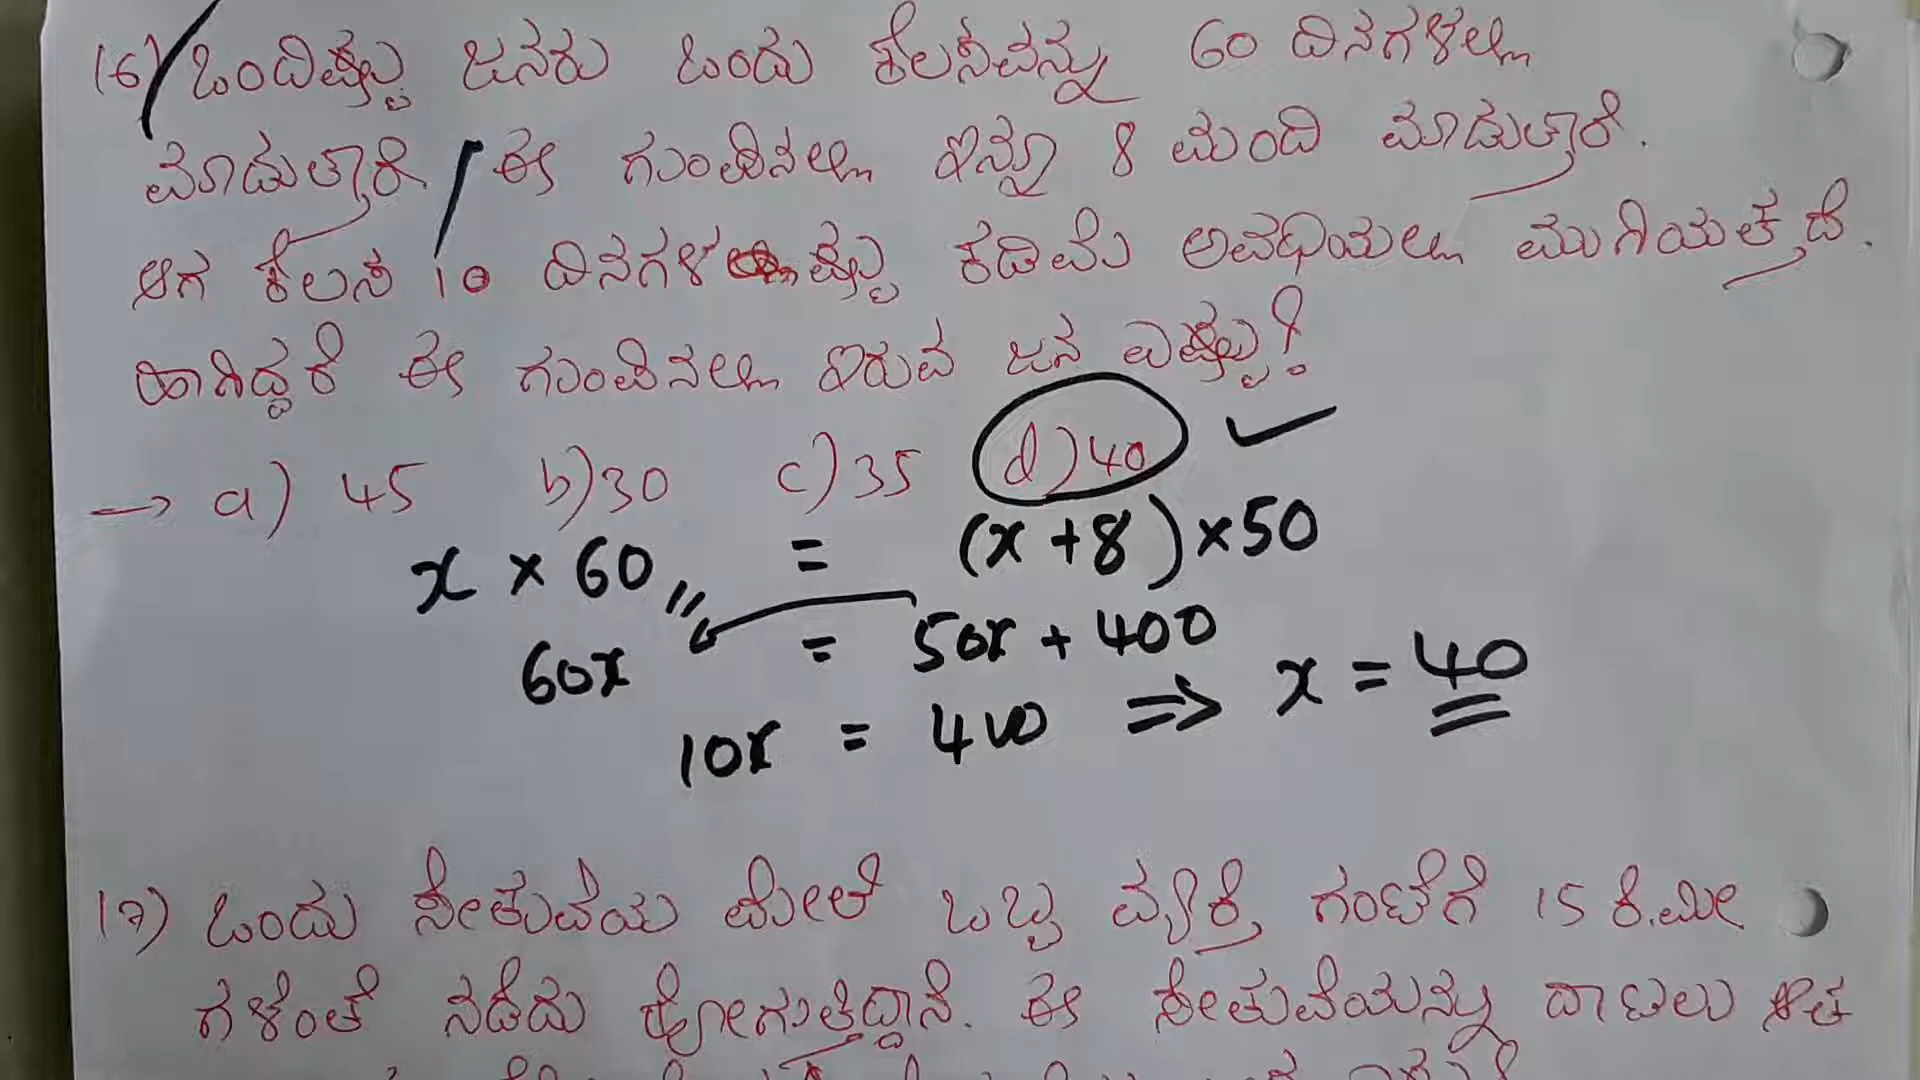 16) ಒಂದಿಷ್ಟು ಜನರು ಒಂದು ಕೆಲಸವನ್ನು 60 ದಿನಗಳಲ್ಲಿ
ಮಾಡುತ್ತಾರೆ ಈ ಗುಂಪಿನಲ್ಲಿ ಇನ್ನೂ 8 ಮಂದಿ ಮಾಡುತ್ತಾರೆ.
ಆಗ ಕೆಲಸ 10 ದಿನಗಳಷ್ಟು ಕಡಿಮೆ ಅವಧಿಯಲ್ಲಿ ಮುಗಿಯತ್ತದೆ.
ಹಾಗಿದ್ದರೆ ಈ ಗುಂಪಿನಲ್ಲಿ ಇರುವ ಜನ ಎಷ್ಟು?
→ a) 45 b) 30 c) 35 d) 40 ✓
x × 60 = (x + 8) × 50
60x = 50x + 400
10x = 400 ⇒ x = 40
17) ಒಂದು ಸೇತುವೆಯ ಮೇಲೆ ಒಬ್ಬ ವ್ಯಕ್ತಿ ಗಂಟೆಗೆ 15 ಕಿ.ಮೀ
ಗಳಂತೆ ನಡೆದು ಹೋಗುತ್ತಿದ್ದಾನೆ. ಈ ಸೇತುವೆಯನ್ನು ದಾಟಲು ಆತ